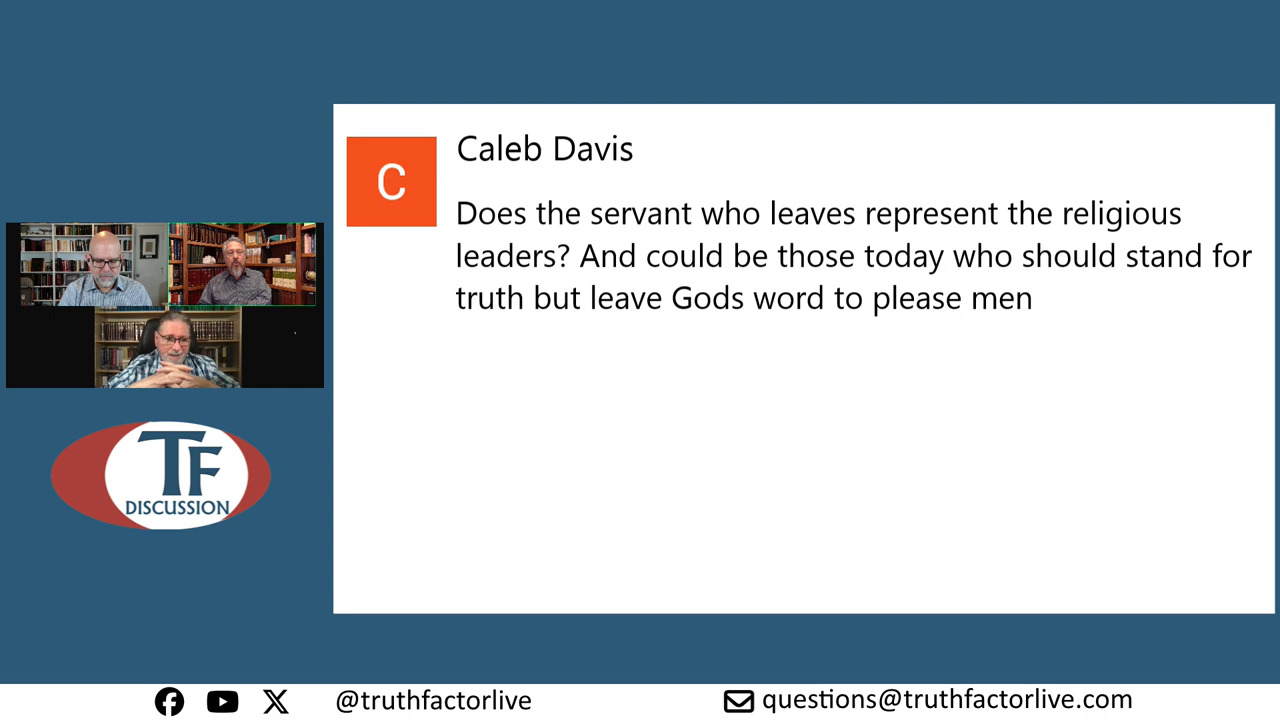 C
Caleb Davis
Does the servant who leaves represent the religious
leaders? And could be those today who should stand for
truth but leave Gods word to please men
TF
DISCUSSION
@truthfactorlive
questions@truthfactorlive.com